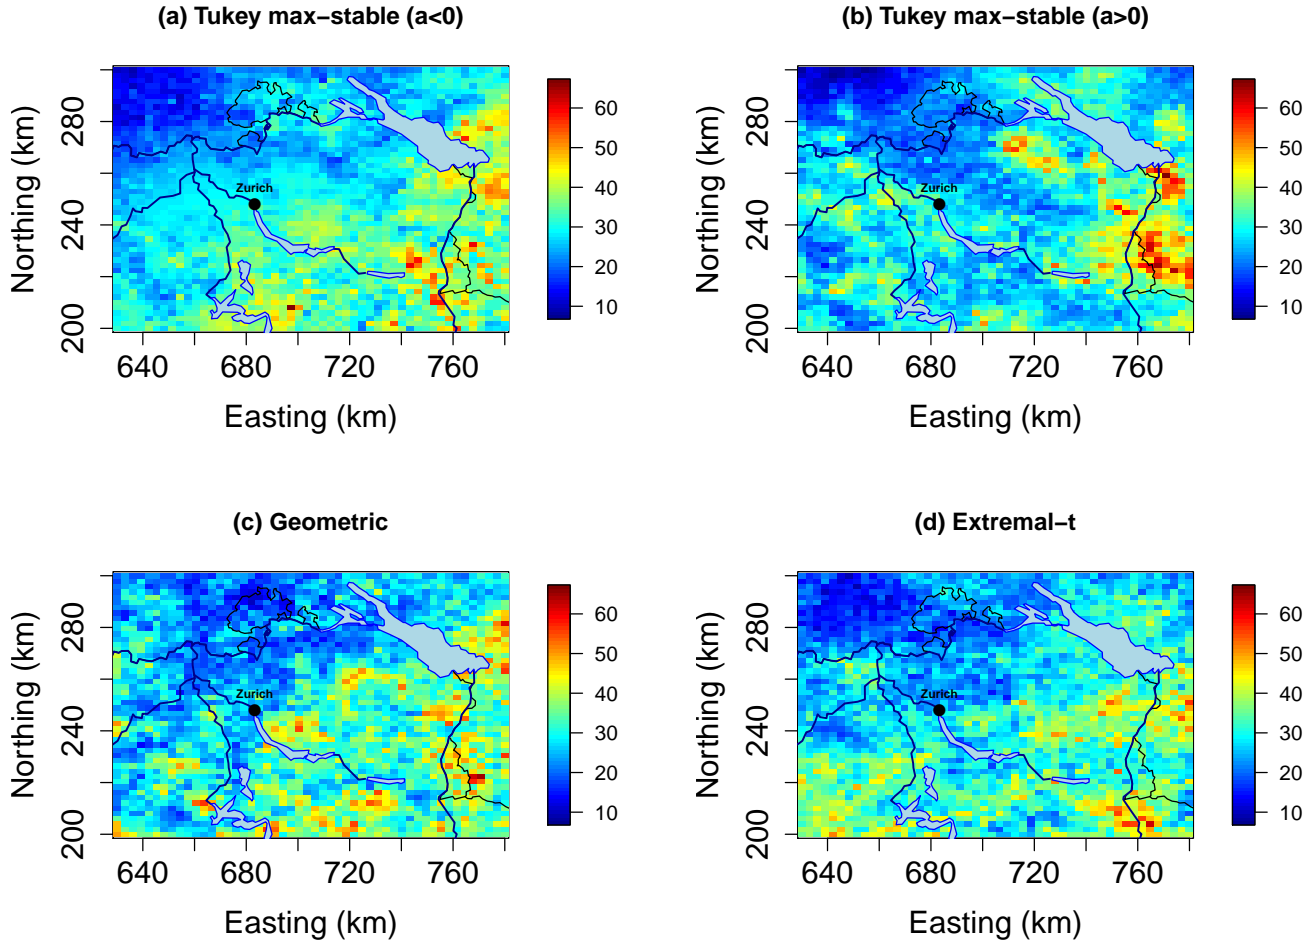 (a) Tukey max−stable (a<0)
Northing (km)
200 240 280
Zurich
60
50
40
30
20
10
640 680 720 760
Easting (km)
(b) Tukey max−stable (a>0)
Northing (km)
200 240 280
Zurich
60
50
40
30
20
10
640 680 720 760
Easting (km)
(c) Geometric
Northing (km)
200 240 280
Zurich
60
50
40
30
20
10
640 680 720 760
Easting (km)
(d) Extremal−t
Northing (km)
200 240 280
Zurich
60
50
40
30
20
10
640 680 720 760
Easting (km)